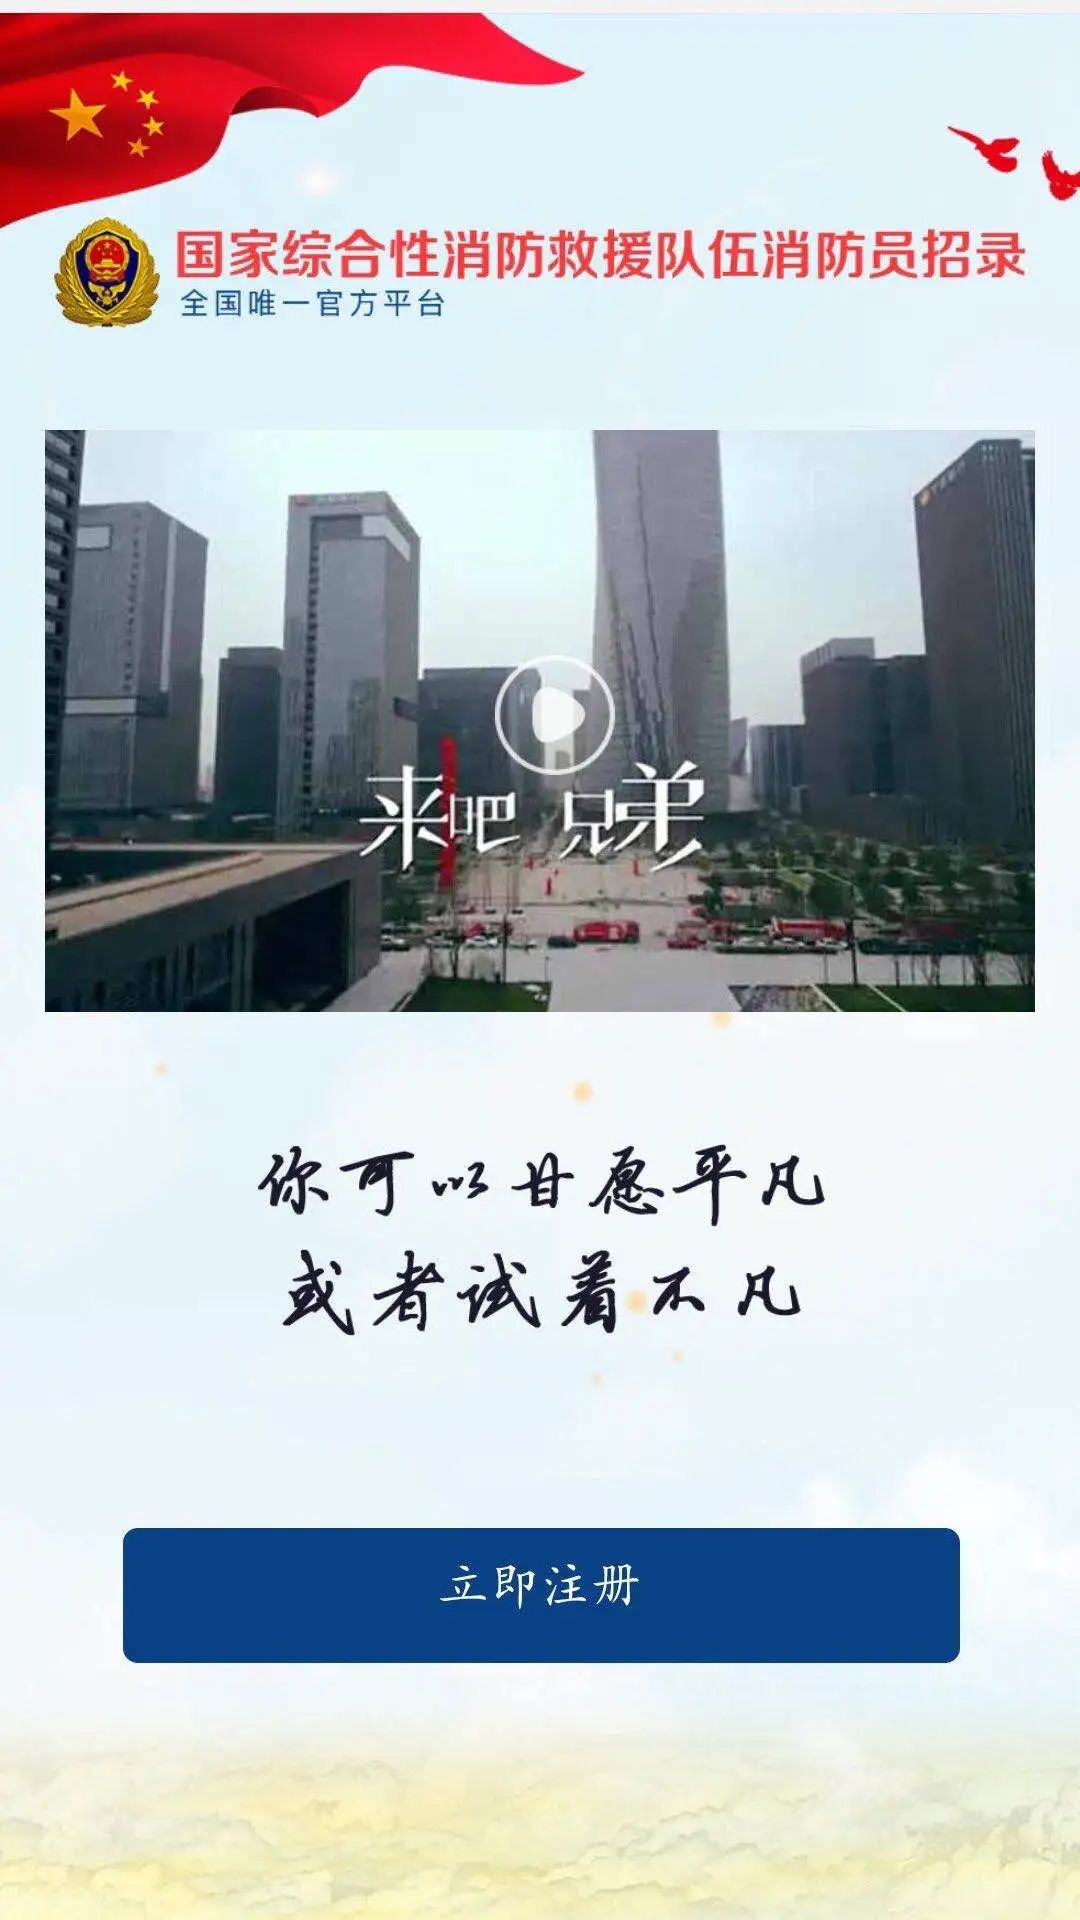 国家综合性消防救援队伍消防员招录
全国唯一官方平台
来吧 兄弟
你可以甘愿平凡
或者试着不凡
立即注册